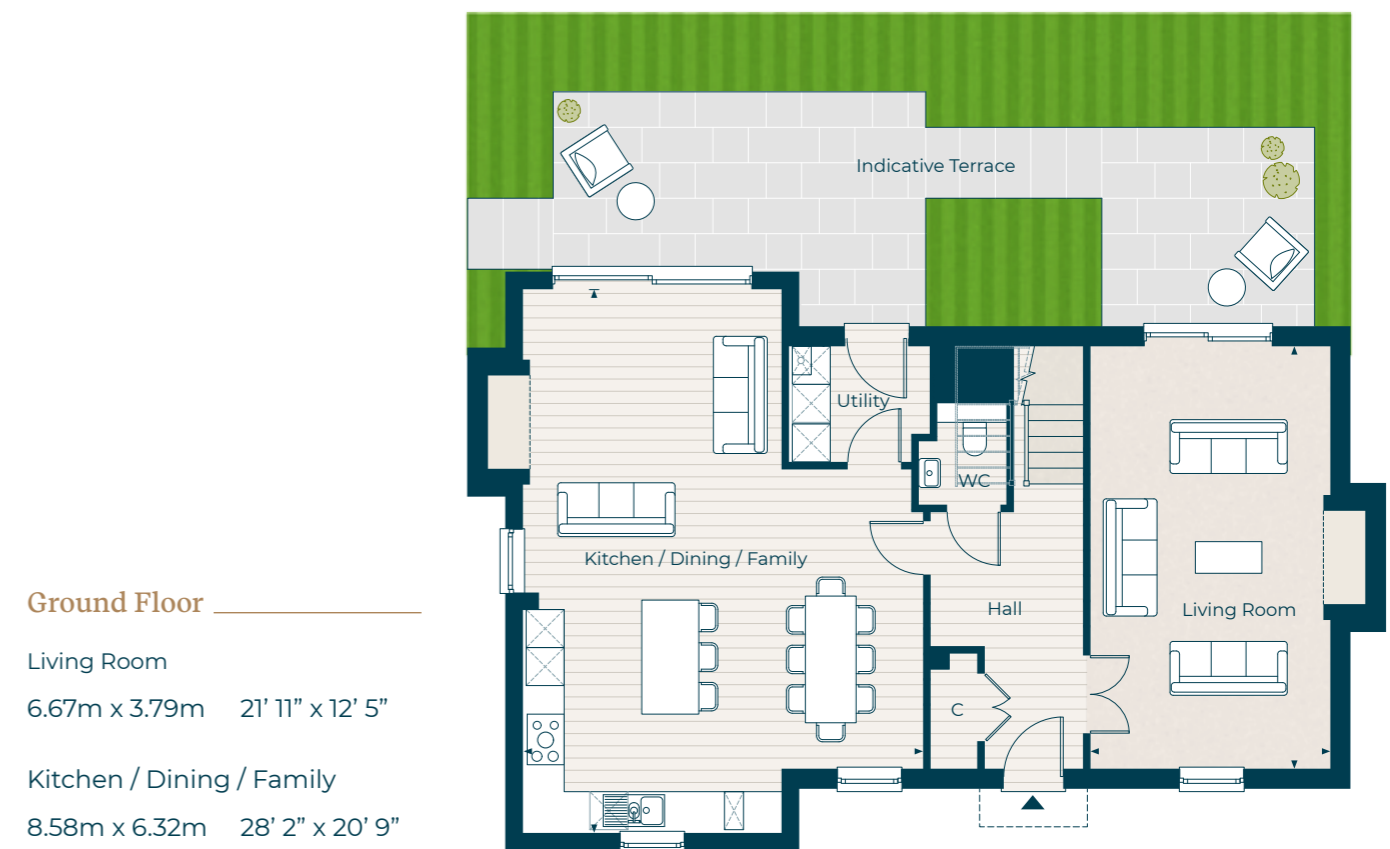 Ground Floor
Living Room
6.67m x 3.79m 21’ 11” x 12’ 5”
Kitchen / Dining / Family
8.58m x 6.32m 28’ 2” x 20’ 9”
Indicative Terrace
Utility
WC
Kitchen / Dining / Family
Hall
Living Room
C